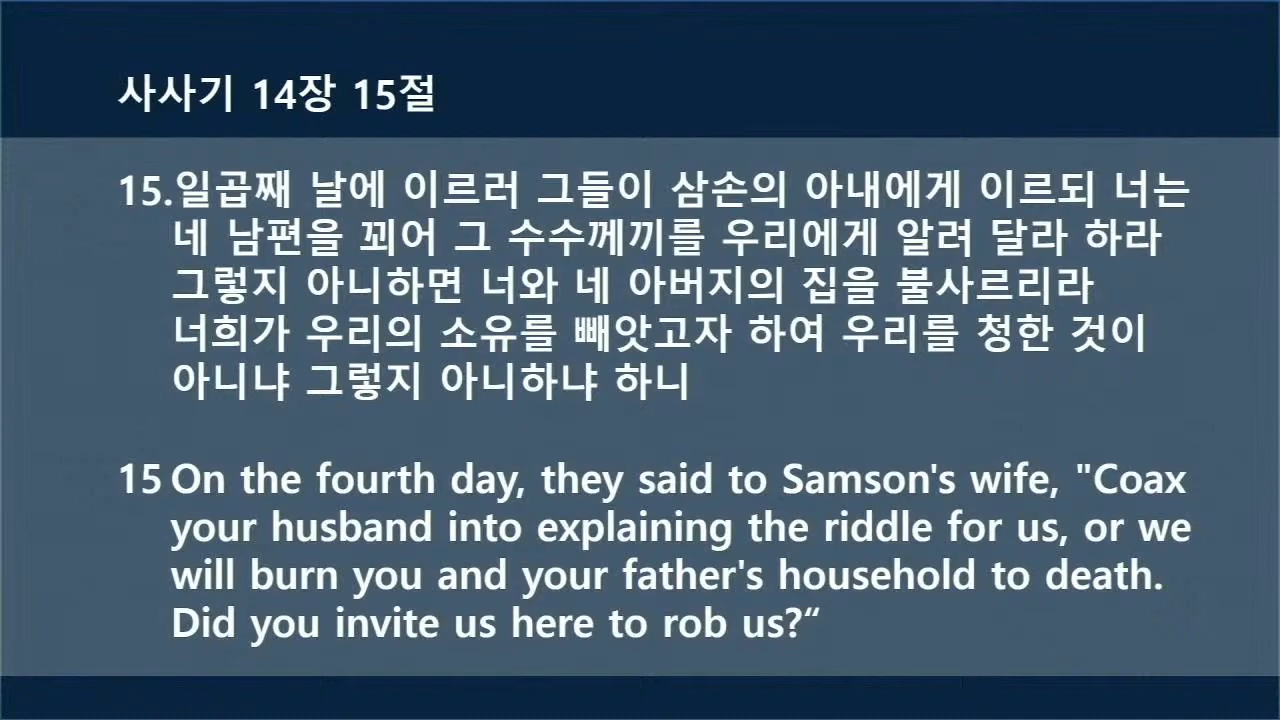 사사기 14장 15절
15.일곱째 날에 이르러 그들이 삼손의 아내에게 이르되 너는
네 남편을 꾀어 그 수수께끼를 우리에게 알려 달라 하라
그렇지 아니하면 너와 네 아버지의 집을 불사르리라
너희가 우리의 소유를 빼앗고자 하여 우리를 청한 것이
아니냐 그렇지 아니하냐 하니
15 On the fourth day, they said to Samson's wife, "Coax
your husband into explaining the riddle for us, or we
will burn you and your father's household to death.
Did you invite us here to rob us?“